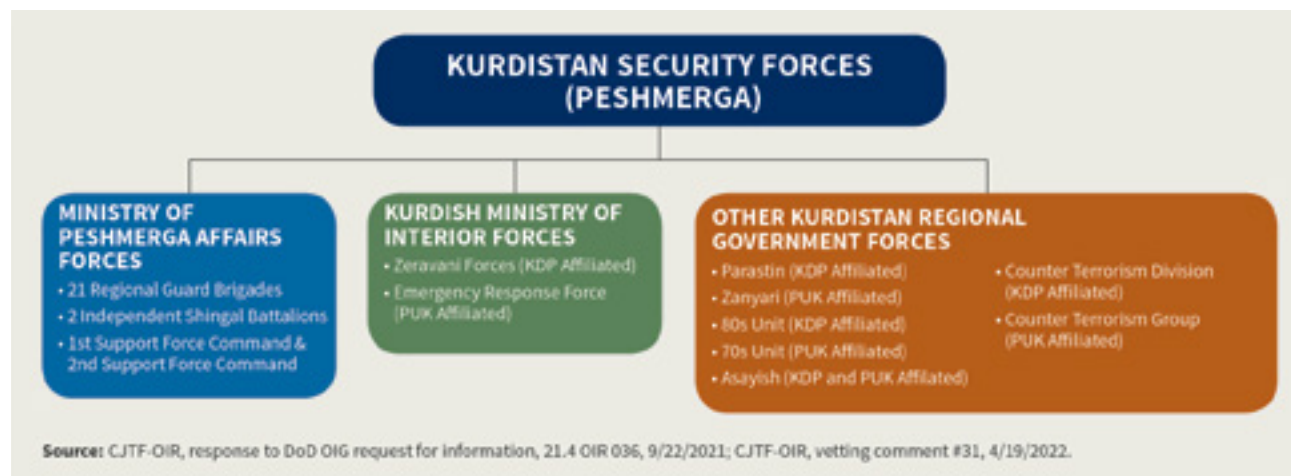 KURDISTAN SECURITY FORCES
(PESHMERGA)
MINISTRY OF
PESHMERGA AFFAIRS
FORCES
• 21 Regional Guard Brigades
• 2 Independent Shingal Battalions
• 1st Support Force Command &
2nd Support Force Command
KURDISH MINISTRY OF
INTERIOR FORCES
• Zeravani Forces (KDP Affiliated)
• Emergency Response Force
(PUK Affiliated)
OTHER KURDISTAN REGIONAL
GOVERNMENT FORCES
• Parastin (KDP Affiliated)
• Zanyari (PUK Affiliated)
• 80s Unit (KDP Affiliated)
• 70s Unit (PUK Affiliated)
• Asayish (KDP and PUK Affiliated)
• Counter Terrorism Division
(KDP Affiliated)
• Counter Terrorism Group
(PUK Affiliated)
Source: CJTF-OIR, response to DoD OIG request for information, 21.4 OIR 036, 9/22/2021; CJTF-OIR, vetting comment #31, 4/19/2022.